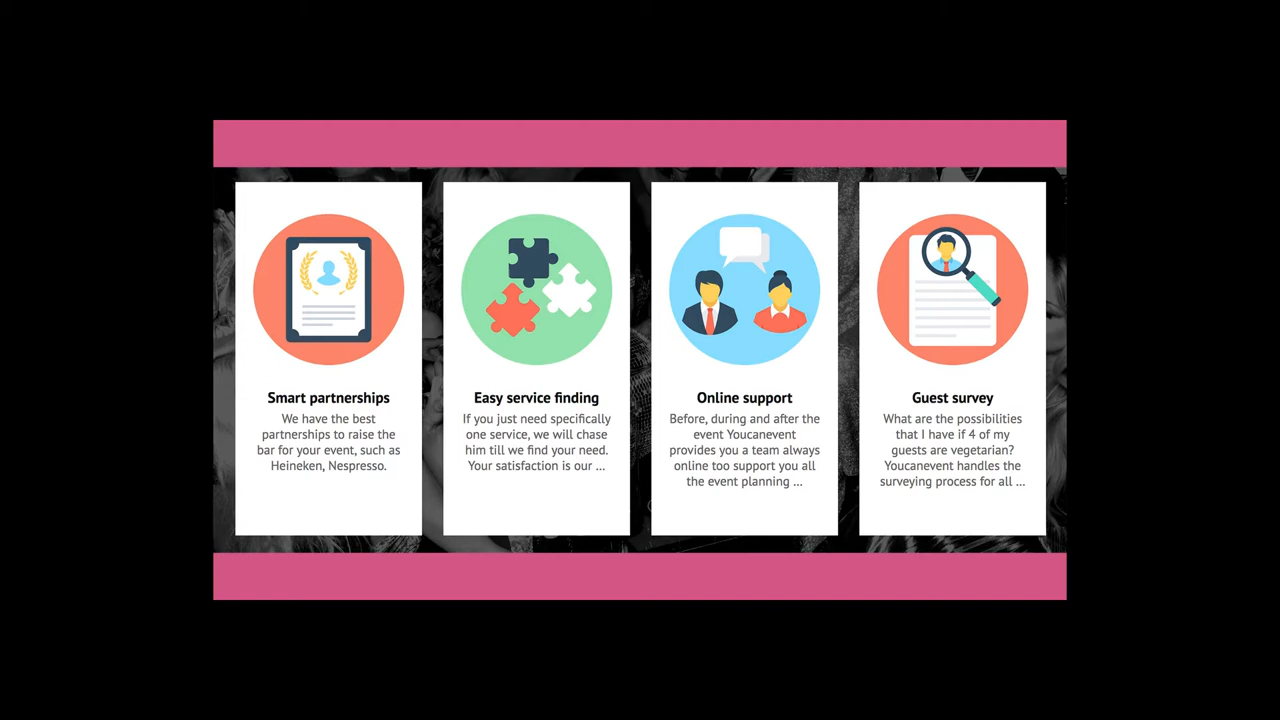 Smart partnerships
We have the best
partnerships to raise the
bar for your event, such as
Heineken, Nespresso.
Easy service finding
If you just need specifically
one service, we will chase
him till we find your need.
Your satisfaction is our ...
Online support
Before, during and after the
event Youcanevent
provides you a team always
online too support you all
the event planning ...
Guest survey
What are the possibilities
that I have if 4 of my
guests are vegetarian?
Youcanevent handles the
surveying process for all ...